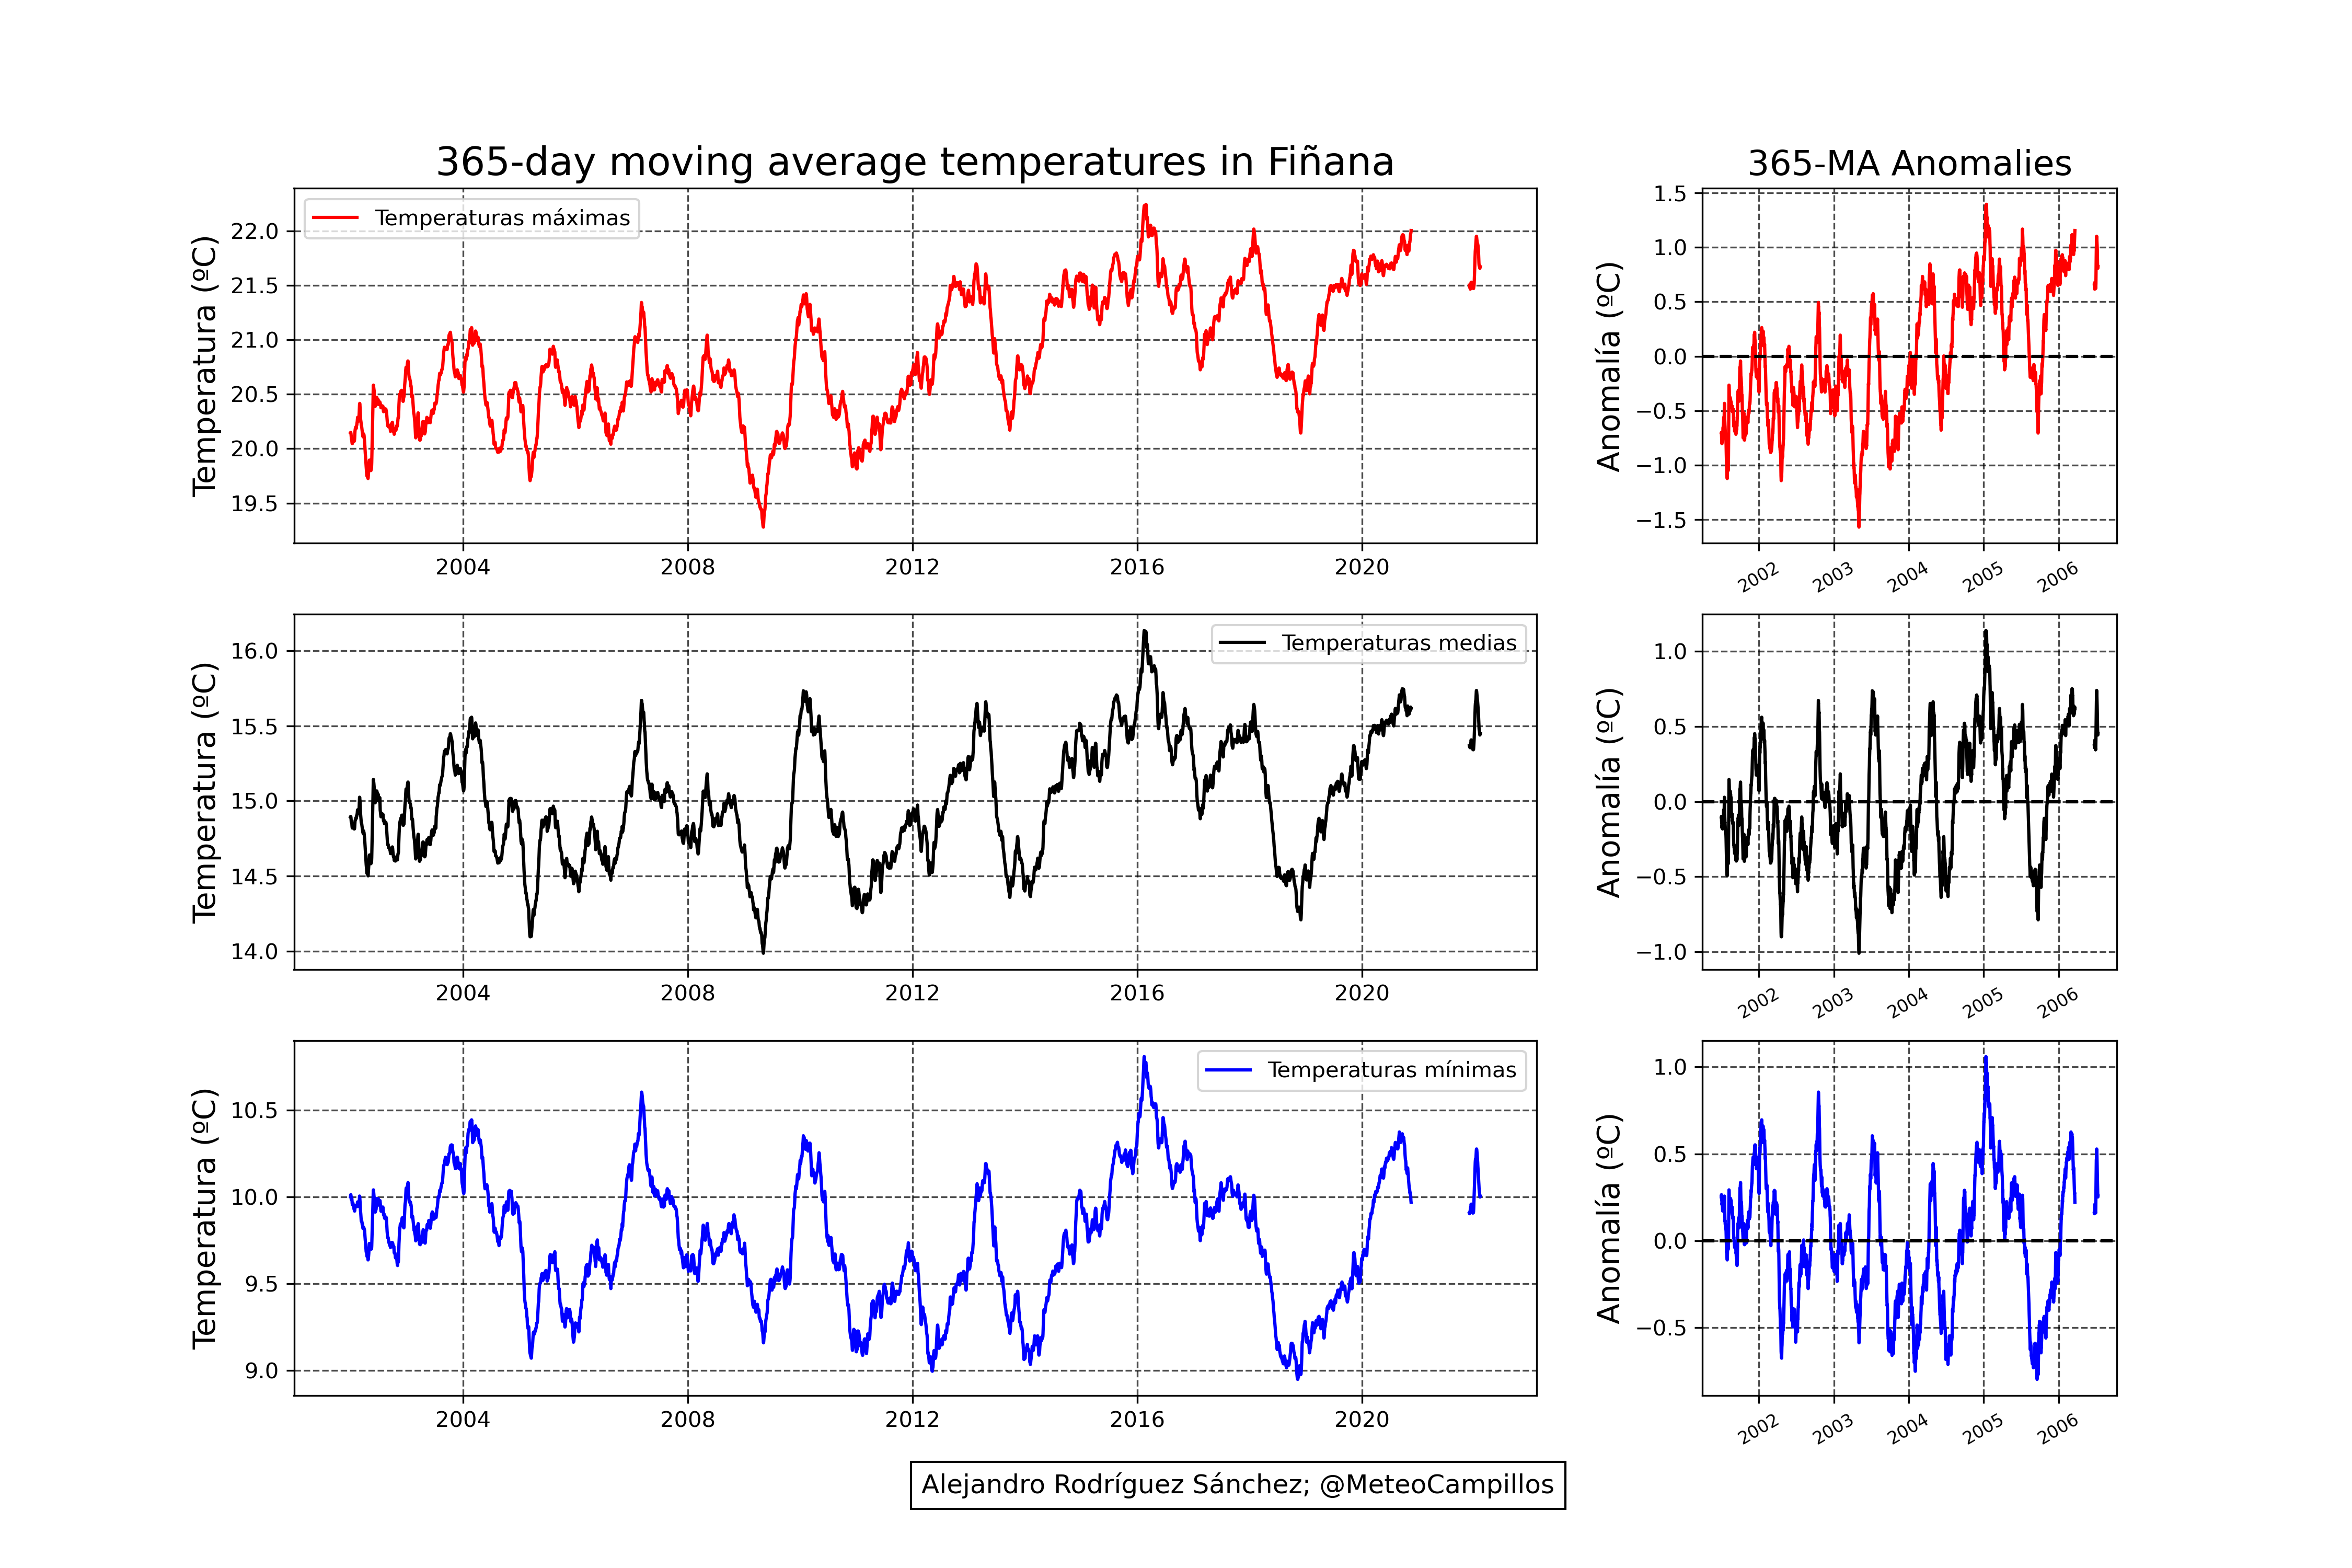 365-day moving average temperatures in Fiñana
365-MA Anomalies
Temperatura (ºC)
22.0
21.5
21.0
20.5
20.0
19.5
Temperaturas máximas
2004 2008 2012 2016 2020
Anomalía (ºC)
1.5
1.0
0.5
0.0
−0.5
−1.0
−1.5
2002 2003 2004 2005 2006
Temperatura (ºC)
16.0
15.5
15.0
14.5
14.0
Temperaturas medias
2004 2008 2012 2016 2020
Anomalía (ºC)
1.0
0.5
0.0
−0.5
−1.0
2002 2003 2004 2005 2006
Temperatura (ºC)
10.5
10.0
9.5
9.0
Temperaturas mínimas
2004 2008 2012 2016 2020
Anomalía (ºC)
1.0
0.5
0.0
−0.5
2002 2003 2004 2005 2006
Alejandro Rodríguez Sánchez; @MeteoCampillos